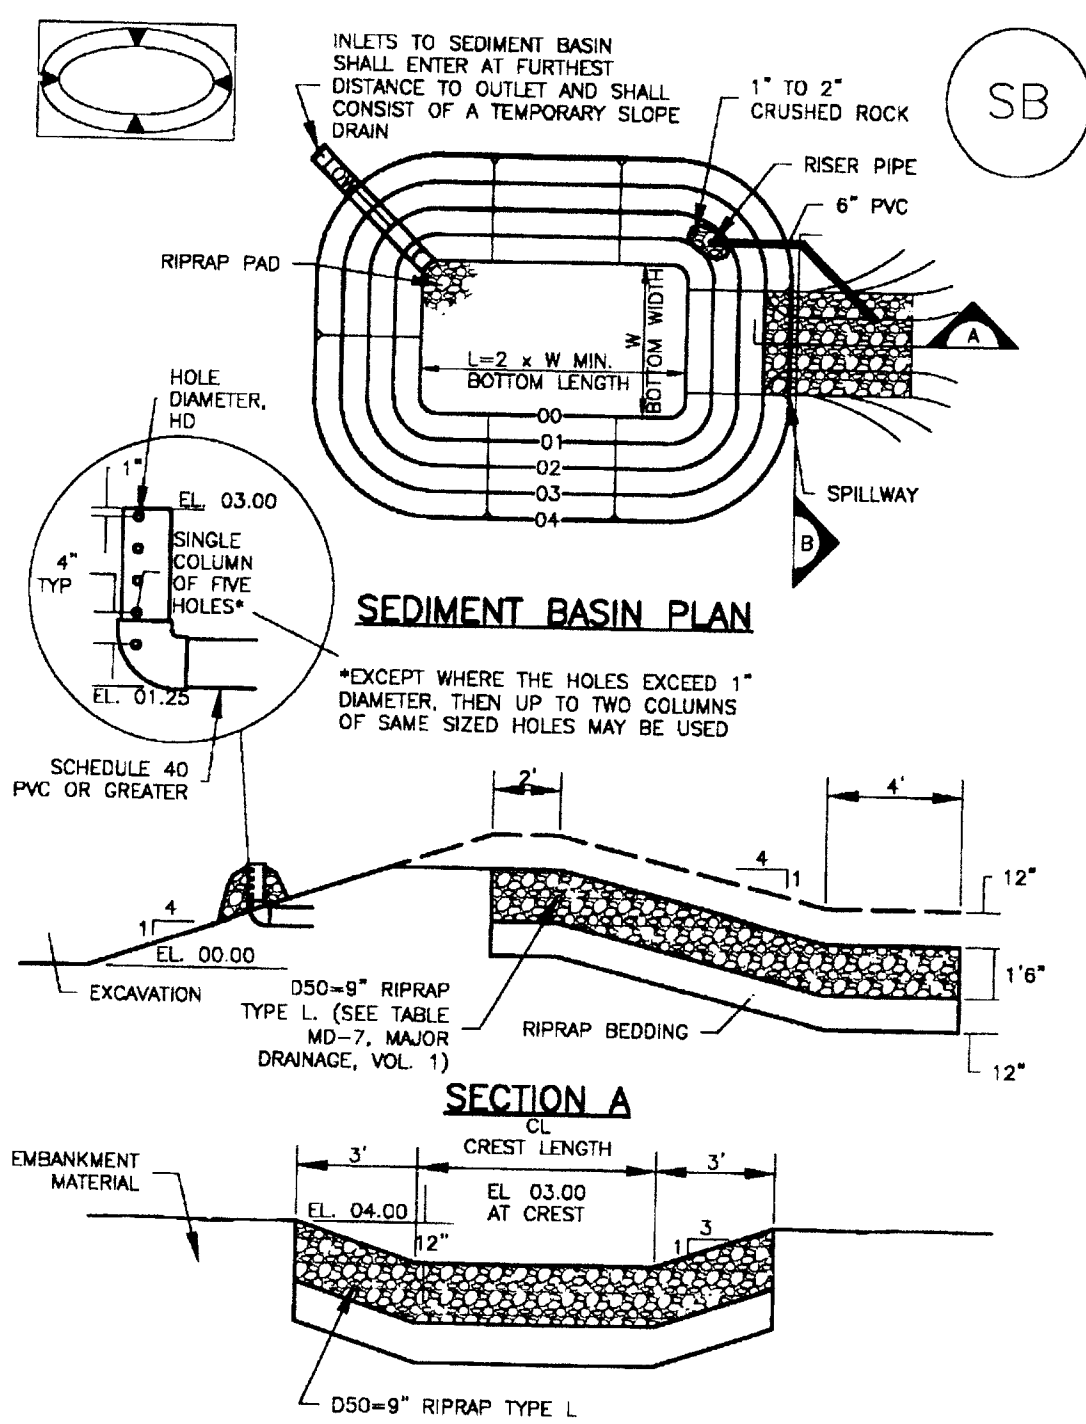 INLETS TO SEDIMENT BASIN
SHALL ENTER AT FURTHEST
DISTANCE TO OUTLET AND SHALL
CONSIST OF A TEMPORARY SLOPE
DRAIN
1" TO 2"
CRUSHED ROCK
SB
RISER PIPE
6" PVC
RIPRAP PAD
W
BOTTOM WIDTH
A
L=2 x W MIN.
BOTTOM LENGTH
HOLE
DIAMETER,
HD
00
01
02
03
04
SPILLWAY
B
1"
EL. 03.00
4"
TYP
SINGLE
COLUMN
OF FIVE
HOLES*
EL. 01.25
SEDIMENT BASIN PLAN
*EXCEPT WHERE THE HOLES EXCEED 1"
DIAMETER, THEN UP TO TWO COLUMNS
OF SAME SIZED HOLES MAY BE USED
SCHEDULE 40
PVC OR GREATER
2'
4'
4
1
12"
4
1
EL. 00.00
EXCAVATION
D50=9" RIPRAP
TYPE L. (SEE TABLE
MD-7, MAJOR
DRAINAGE, VOL. 1)
RIPRAP BEDDING
1'6"
12"
SECTION A
CL
CREST LENGTH
EMBANKMENT
MATERIAL
3'
3'
EL. 04.00
EL 03.00
AT CREST
12"
3
1
D50=9" RIPRAP TYPE L